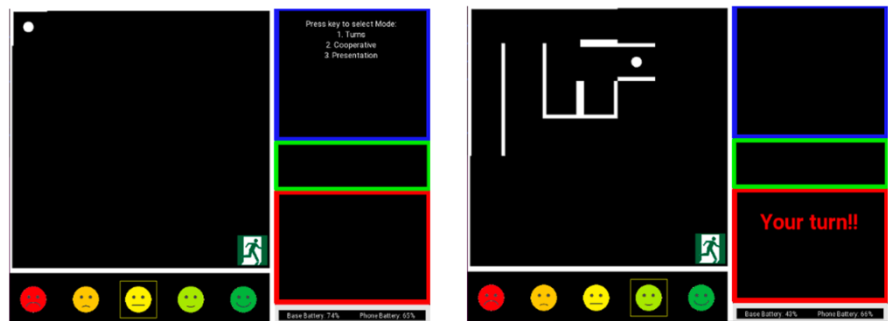 Press key to select Mode:
1. Turns
2. Cooperative
3 Presentation
Base Battery: 74% Phone Battery: 65%
Your turn!!
Base Battery: 43% Phone Battery: 66%